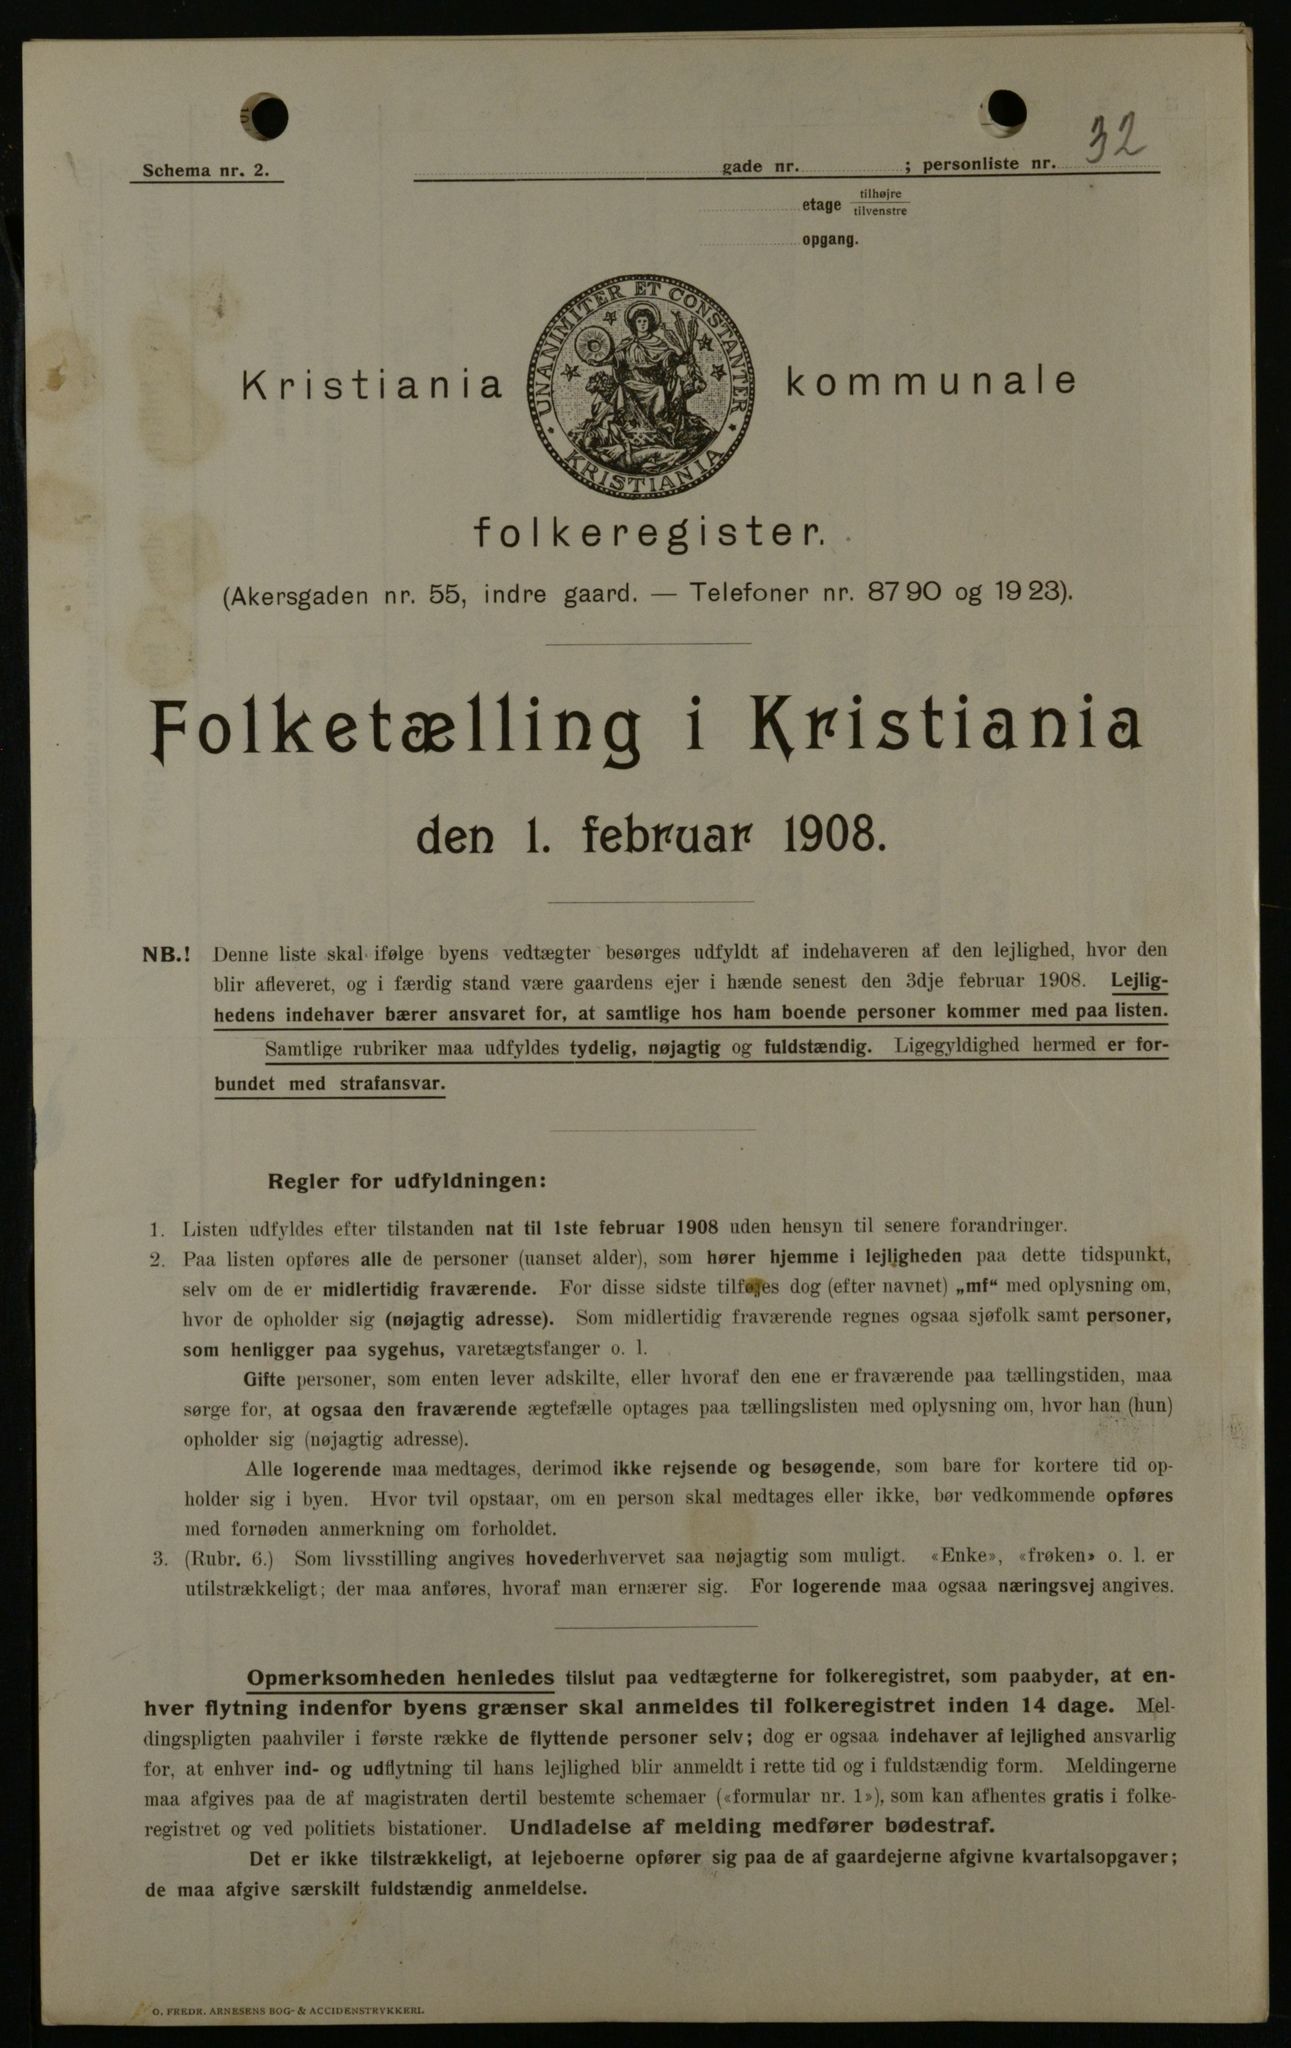 Schema nr. 2.
gade nr. ; personliste nr. 32
etage tilhøjre
tilvenstre
opgang.
UNANIMITER ET CONSTANTER
KRISTIANIA
Kristiania kommunale
folkeregister.
(Akersgaden nr. 55, indre gaard. — Telefoner nr. 8790 og 1923).
Folketælling i Kristiania
den 1. februar 1908.
NB.! Denne liste skal ifølge byens vedtægter besørges udfyldt af indehaveren af den lejlighed, hvor den
blir afleveret, og i færdig stand være gaardens ejer i hænde senest den 3dje februar 1908. Lejlig-
hedens indehaver bærer ansvaret for, at samtlige hos ham boende personer kommer med paa listen.
Samtlige rubriker maa udfyldes tydelig, nøjagtig og fuldstændig. Ligegyldighed hermed er for-
bundet med strafansvar.
Regler for udfyldningen:
1. Listen udfyldes efter tilstanden nat til 1ste februar 1908 uden hensyn til senere forandringer.
2. Paa listen opføres alle de personer (uanset alder), som hører hjemme i lejligheden paa dette tidspunkt,
selv om de er midlertidig fraværende. For disse sidste tilføjes dog (efter navnet) „mf“ med oplysning om,
hvor de opholder sig (nøjagtig adresse). Som midlertidig fraværende regnes ogsaa sjøfolk samt personer,
som henligger paa sygehus, varetægtsfanger o. l.
Gifte personer, som enten lever adskilte, eller hvoraf den ene er fraværende paa tællingstiden, maa
sørge for, at ogsaa den fraværende ægtefælle optages paa tællingslisten med oplysning om, hvor han (hun)
opholder sig (nøjagtig adresse).
Alle logerende maa medtages, derimod ikke rejsende og besøgende, som bare for kortere tid op-
holder sig i byen. Hvor tvil opstaar, om en person skal medtages eller ikke, bør vedkommende opføres
med fornøden anmerkning om forholdet.
3. (Rubr. 6.) Som livsstilling angives hovederhvervet saa nøjagtig som muligt. «Enke», «frøken» o. l. er
utilstrækkeligt; der maa anføres, hvoraf man ernærer sig. For logerende maa ogsaa næringsvej angives.
Opmerksomheden henledes tilslut paa vedtægterne for folkeregistret, som paabyder, at en-
hver flytning indenfor byens grænser skal anmeldes til folkeregistret inden 14 dage. Mel-
dingspligten paahviler i første række de flyttende personer selv; dog er ogsaa indehaver af lejlighed ansvarlig
for, at enhver ind- og udflytning til hans lejlighed blir anmeldt i rette tid og i fuldstændig form. Meldingerne
maa afgives paa de af magistraten dertil bestemte schemaer («formular nr. 1»), som kan afhentes gratis i folke-
registret og ved politiets bistationer. Undladelse af melding medfører bødestraf.
Det er ikke tilstrækkeligt, at lejeboerne opfører sig paa de af gaardejerne afgivne kvartalsopgaver;
de maa afgive særskilt fuldstændig anmeldelse.
O. FREDR. ARNESENS BOG- & ACCIDENSTRYKKERI.